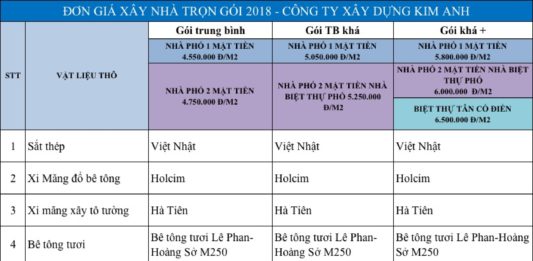 ĐƠN GIÁ XÂY NHÀ TRỌN GÓI 2018 - CÔNG TY XÂY DỰNG KIM ANH
STT
VẬT LIỆU THÔ
Gói trung bình
Gói TB khá
Gói khá +
NHÀ PHỐ 1 MẶT TIỀN
4.550.000 Đ/M2
NHÀ PHỐ 1 MẶT TIỀN
5.050.000 Đ/M2
NHÀ PHỐ 1 MẶT TIỀN
5.800.000 Đ/M2
NHÀ PHỐ 2 MẶT TIỀN
4.750.000 Đ/M2
NHÀ PHỐ 2 MẶT TIỀN NHÀ
BIỆT THỰ PHỐ 5.250.000
Đ/M2
NHÀ PHỐ 2 MẶT TIỀN NHÀ BIỆT
THỰ PHỐ
6.000.000 Đ/M2
BIỆT THỰ TÂN CỔ ĐIỂN
6.500.000 Đ/M2
1 Sắt thép Việt Nhật Việt Nhật Việt Nhật
2 Xi Măng đổ bê tông Holcim Holcim Holcim
3 Xi măng xây tô tường Hà Tiên Hà Tiên Hà Tiên
4 Bê tông tươi Bê tông tươi Lê Phan- Bê tông tươi Lê Phan- Bê tông tươi Lê Phan-
Hoàng Sở M250 Hoàng Sở M250 Hoàng Sở M250